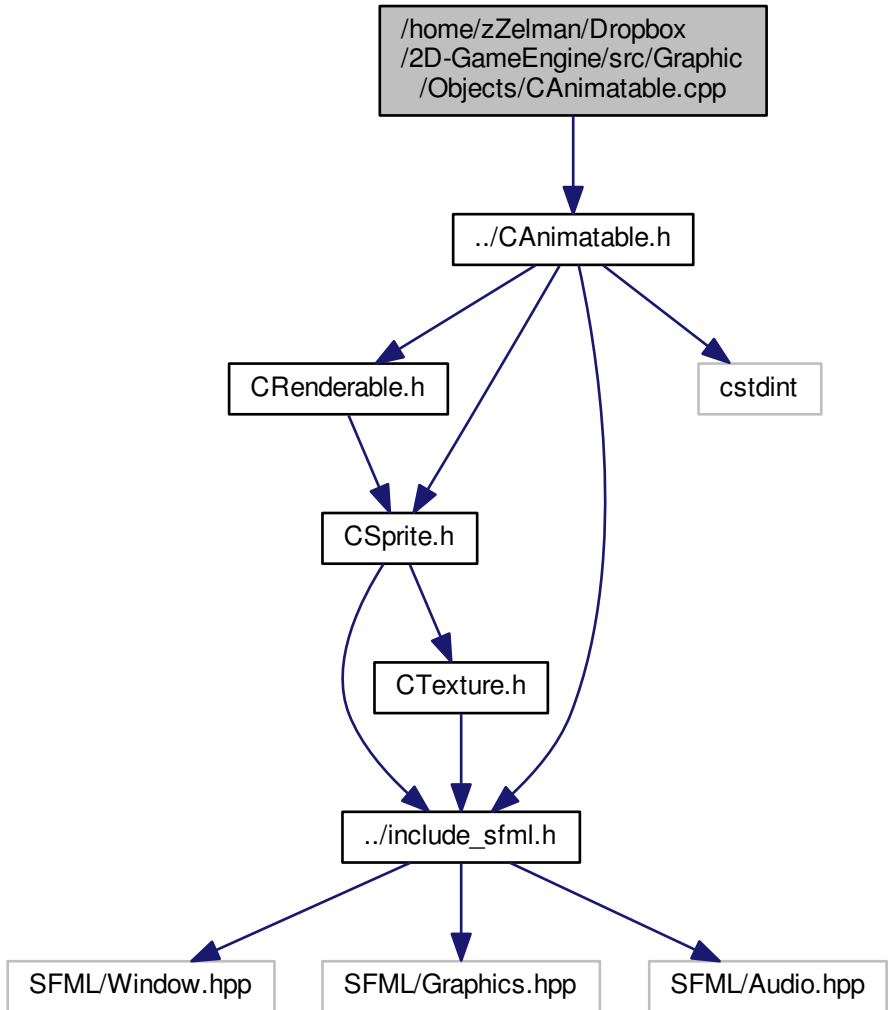 /home/zZelman/Dropbox
/2D-GameEngine/src/Graphic
/Objects/CAnimatable.cpp
../CAnimatable.h
CRenderable.h
cstdint
CSprite.h
CTexture.h
../include_sfml.h
SFML/Window.hpp
SFML/Graphics.hpp
SFML/Audio.hpp